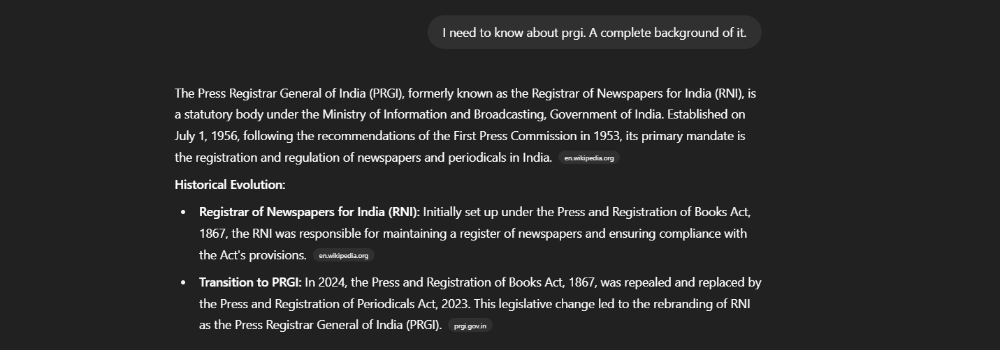 I need to know about prgi. A complete background of it.
The Press Registrar General of India (PRGI), formerly known as the Registrar of Newspapers for India (RNI), is
a statutory body under the Ministry of Information and Broadcasting, Government of India. Established on
July 1, 1956, following the recommendations of the First Press Commission in 1953, its primary mandate is
the registration and regulation of newspapers and periodicals in India. en.wikipedia.org
Historical Evolution:
• Registrar of Newspapers for India (RNI): Initially set up under the Press and Registration of Books Act,
1867, the RNI was responsible for maintaining a register of newspapers and ensuring compliance with
the Act's provisions. en.wikipedia.org
• Transition to PRGI: In 2024, the Press and Registration of Books Act, 1867, was repealed and replaced by
the Press and Registration of Periodicals Act, 2023. This legislative change led to the rebranding of RNI
as the Press Registrar General of India (PRGI). prgi.gov.in